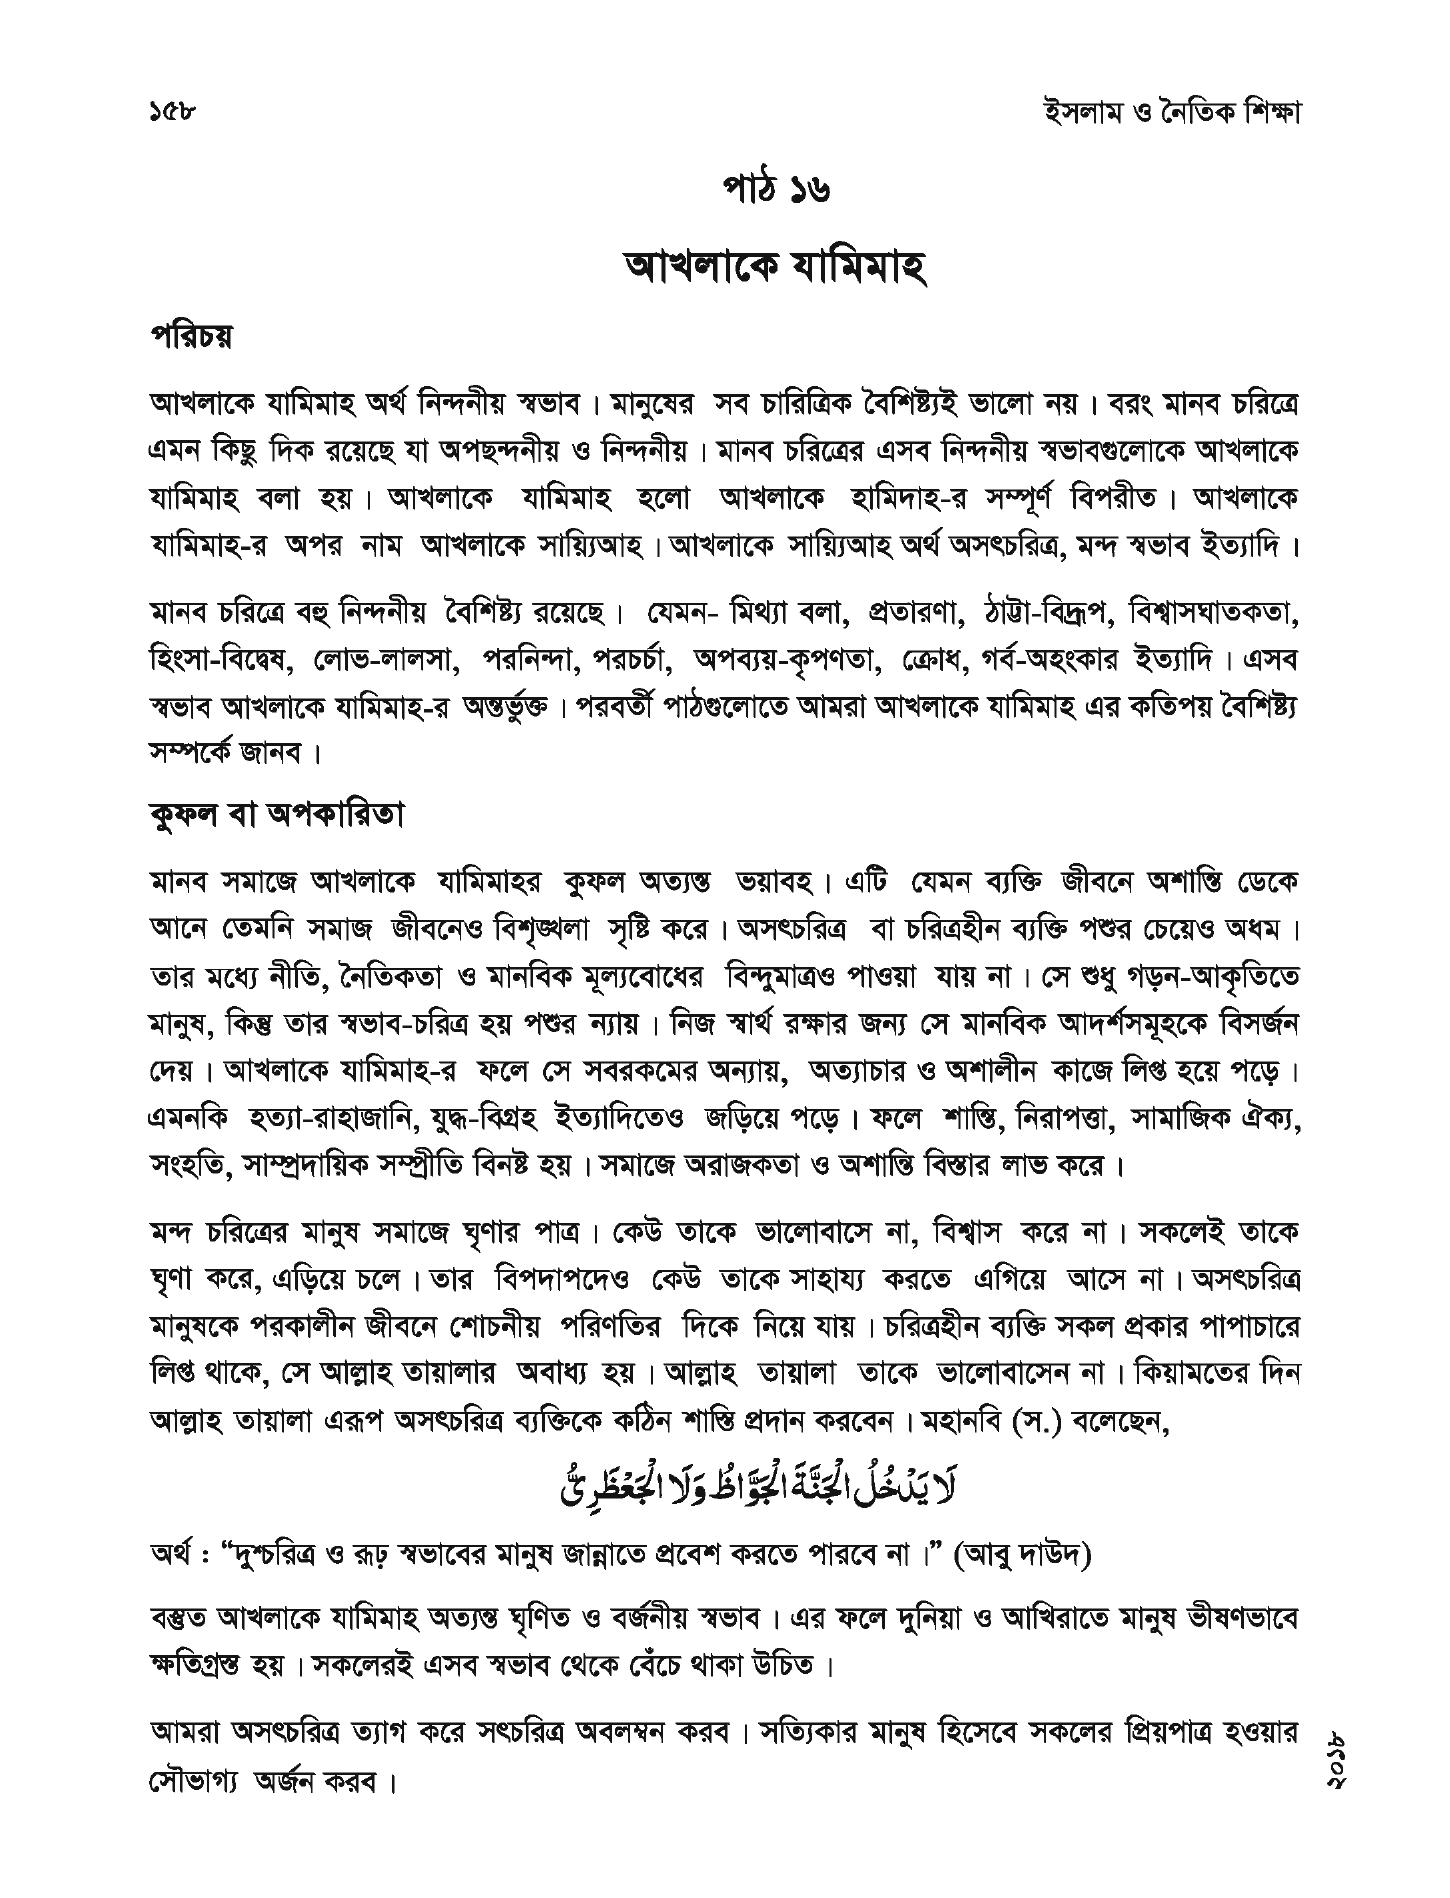 ১৫৮
ইসলাম ও নৈতিক শিক্ষা
পাঠ ১৬
আখলাকে যামিমাহ
পরিচয়
আখলাকে যামিমাহ অর্থ নিন্দনীয় স্বভাব। মানুষের সব চারিত্রিক বৈশিষ্ট্যই ভালো নয়। বরং মানব চরিত্রে
এমন কিছু দিক রয়েছে যা অপছন্দনীয় ও নিন্দনীয়। মানব চরিত্রের এসব নিন্দনীয় স্বভাবগুলোকে আখলাকে
যামিমাহ বলা হয়। আখলাকে যামিমাহ হলো আখলাকে হামিদাহ-র সম্পূর্ণ বিপরীত। আখলাকে
যামিমাহ-র অপর নাম আখলাকে সায়্যিআহ। আখলাকে সায়্যিআহ অর্থ অসৎচরিত্র, মন্দ স্বভাব ইত্যাদি।
মানব চরিত্রে বহু নিন্দনীয় বৈশিষ্ট্য রয়েছে। যেমন- মিথ্যা বলা, প্রতারণা, ঠাট্টা-বিদ্রূপ, বিশ্বাসঘাতকতা,
হিংসা-বিদ্বেষ, লোভ-লালসা, পরনিন্দা, পরচর্চা, অপব্যয়-কৃপণতা, ক্রোধ, গর্ব-অহংকার ইত্যাদি। এসব
স্বভাব আখলাকে যামিমাহ-র অন্তর্ভুক্ত। পরবর্তী পাঠগুলোতে আমরা আখলাকে যামিমাহ এর কতিপয় বৈশিষ্ট্য
সম্পর্কে জানব।
কুফল বা অপকারিতা
মানব সমাজে আখলাকে যামিমাহর কুফল অত্যন্ত ভয়াবহ। এটি যেমন ব্যক্তি জীবনে অশান্তি ডেকে
আনে তেমনি সমাজ জীবনেও বিশৃঙ্খলা সৃষ্টি করে। অসৎচরিত্র বা চরিত্রহীন ব্যক্তি পশুর চেয়েও অধম।
তার মধ্যে নীতি, নৈতিকতা ও মানবিক মূল্যবোধের বিন্দুমাত্রও পাওয়া যায় না। সে শুধু গড়ন-আকৃতিতে
মানুষ, কিন্তু তার স্বভাব-চরিত্র হয় পশুর ন্যায়। নিজ স্বার্থ রক্ষার জন্য সে মানবিক আদর্শসমূহকে বিসর্জন
দেয়। আখলাকে যামিমাহ-র ফলে সে সবরকমের অন্যায়, অত্যাচার ও অশালীন কাজে লিপ্ত হয়ে পড়ে।
এমনকি হত্যা-রাহাজানি, যুদ্ধ-বিগ্রহ ইত্যাদিতেও জড়িয়ে পড়ে। ফলে শান্তি, নিরাপত্তা, সামাজিক ঐক্য,
সংহতি, সাম্প্রদায়িক সম্প্রীতি বিনষ্ট হয়। সমাজে অরাজকতা ও অশান্তি বিস্তার লাভ করে।
মন্দ চরিত্রের মানুষ সমাজে ঘৃণার পাত্র। কেউ তাকে ভালোবাসে না, বিশ্বাস করে না। সকলেই তাকে
ঘৃণা করে, এড়িয়ে চলে। তার বিপদাপদেও কেউ তাকে সাহায্য করতে এগিয়ে আসে না। অসৎচরিত্র
মানুষকে পরকালীন জীবনে শোচনীয় পরিণতির দিকে নিয়ে যায়। চরিত্রহীন ব্যক্তি সকল প্রকার পাপাচারে
লিপ্ত থাকে, সে আল্লাহ তায়ালার অবাধ্য হয়। আল্লাহ তায়ালা তাকে ভালোবাসেন না। কিয়ামতের দিন
আল্লাহ তায়ালা এরূপ অসৎচরিত্র ব্যক্তিকে কঠিন শাস্তি প্রদান করবেন। মহানবি (স.) বলেছেন,
لَا يَدْخُلُ الْجَنَّةَ الْجَوَّاظُ وَلَا الْجَعْظَرِىُّ
অর্থ : “দুশ্চরিত্র ও রূঢ় স্বভাবের মানুষ জান্নাতে প্রবেশ করতে পারবে না।” (আবু দাউদ)
বস্তুত আখলাকে যামিমাহ অত্যন্ত ঘৃণিত ও বর্জনীয় স্বভাব। এর ফলে দুনিয়া ও আখিরাতে মানুষ ভীষণভাবে
ক্ষতিগ্রস্ত হয়। সকলেরই এসব স্বভাব থেকে বেঁচে থাকা উচিত।
আমরা অসৎচরিত্র ত্যাগ করে সৎচরিত্র অবলম্বন করব। সত্যিকার মানুষ হিসেবে সকলের প্রিয়পাত্র হওয়ার
সৌভাগ্য অর্জন করব।
২০১৮